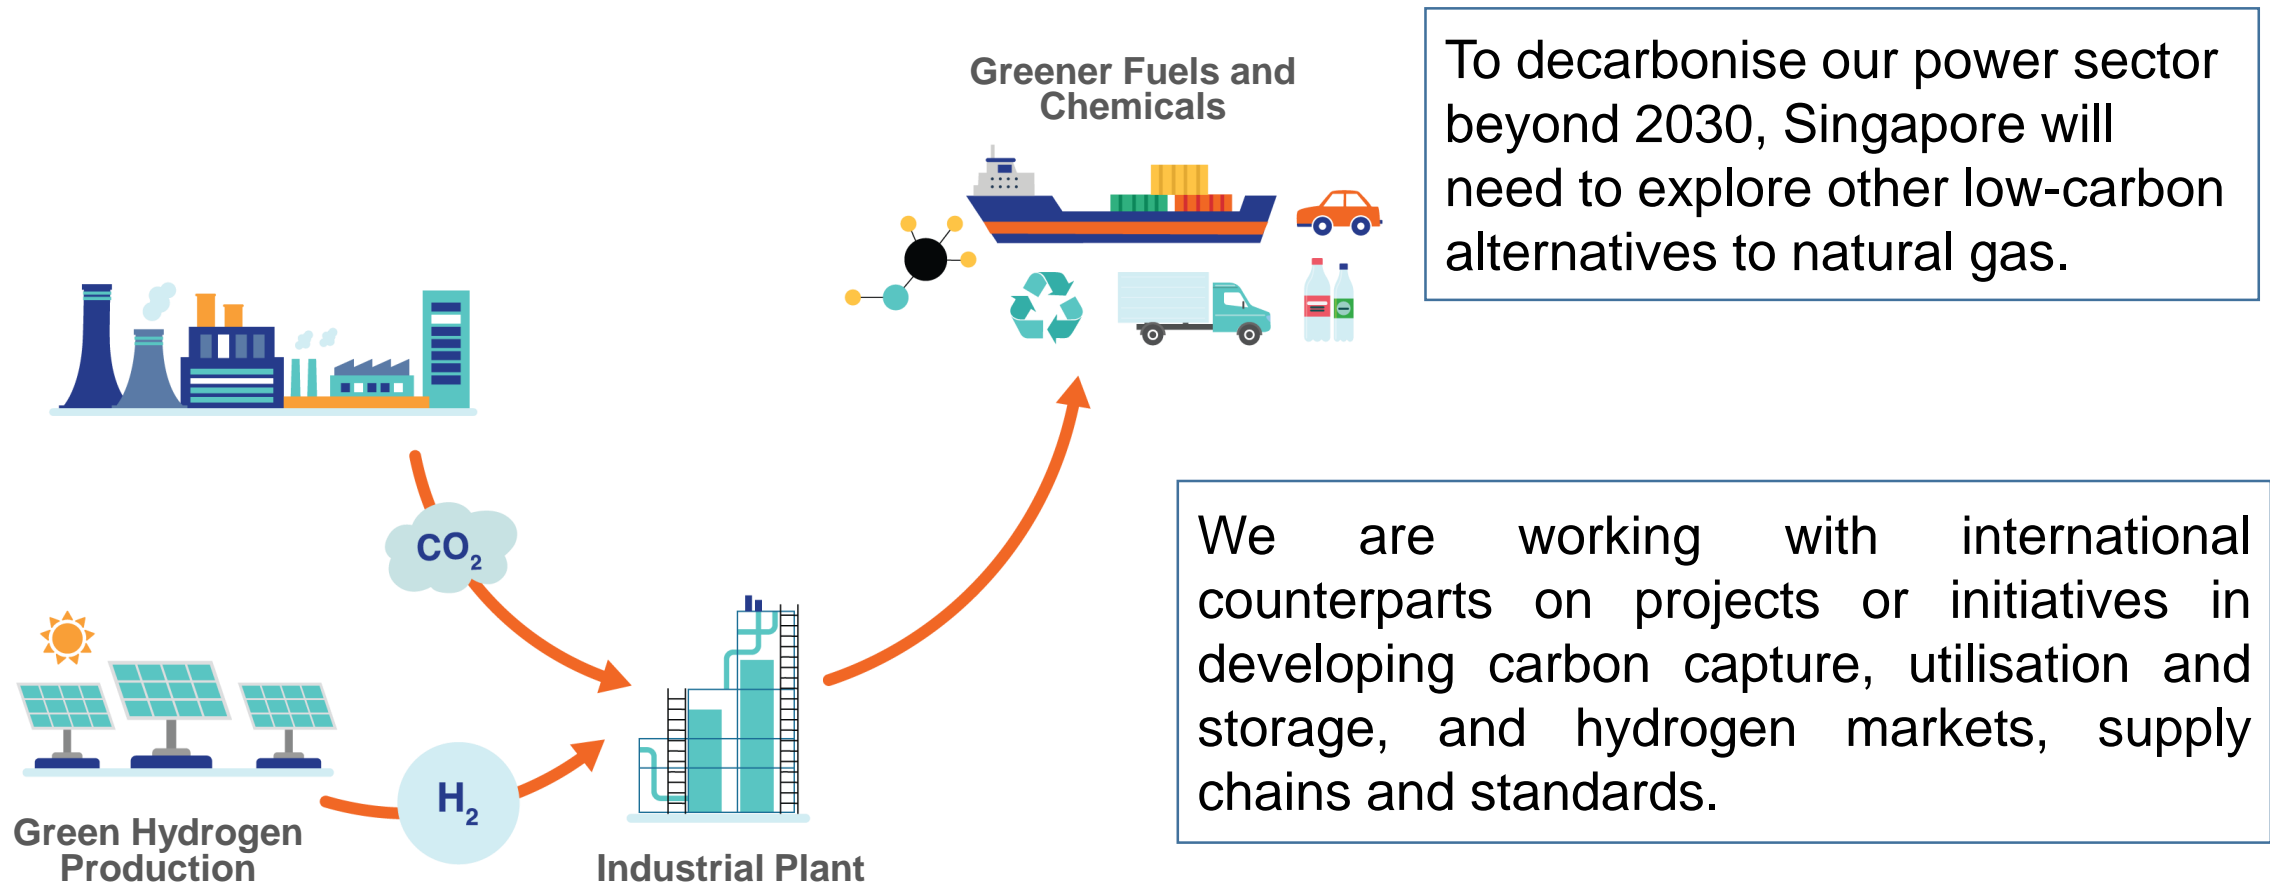 Greener Fuels and
Chemicals
To decarbonise our power sector
beyond 2030, Singapore will
need to explore other low-carbon
alternatives to natural gas.
CO₂
We are working with international
counterparts on projects or initiatives in
developing carbon capture, utilisation and
storage, and hydrogen markets, supply
chains and standards.
H₂
Green Hydrogen
Production
Industrial Plant